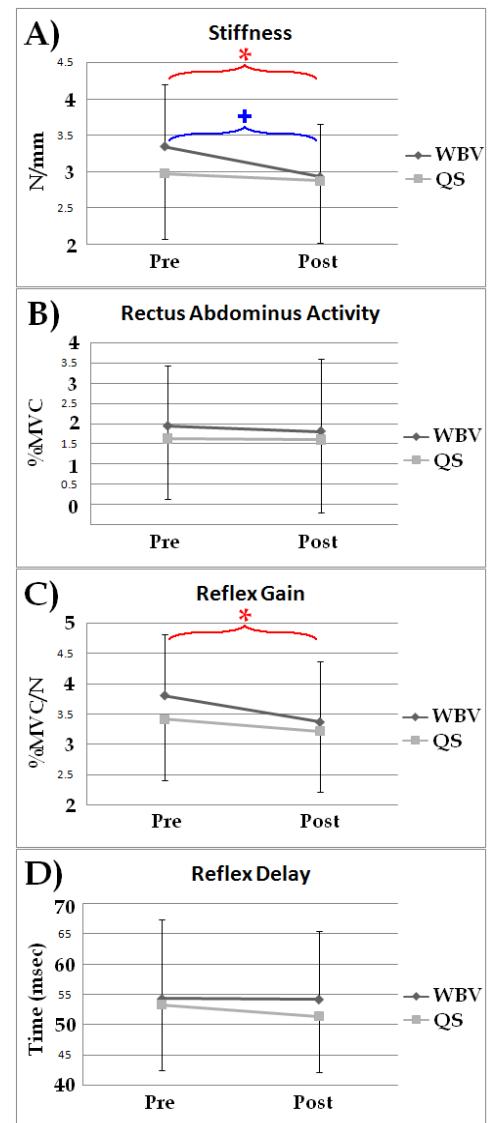 A)
Stiffness
4.5
*
4
+
3.5
3
2.5
2
N/mm
WBV
QS
Pre Post
B)
Rectus Abdominus Activity
4
3.5
3
2.5
2
1.5
1
0.5
0
%MVC
WBV
QS
Pre Post
C)
Reflex Gain
*
5
4.5
4
3.5
3
2.5
2
%MVC/N
WBV
QS
Pre Post
D)
Reflex Delay
70
65
60
55
50
45
40
Time (msec)
WBV
QS
Pre Post